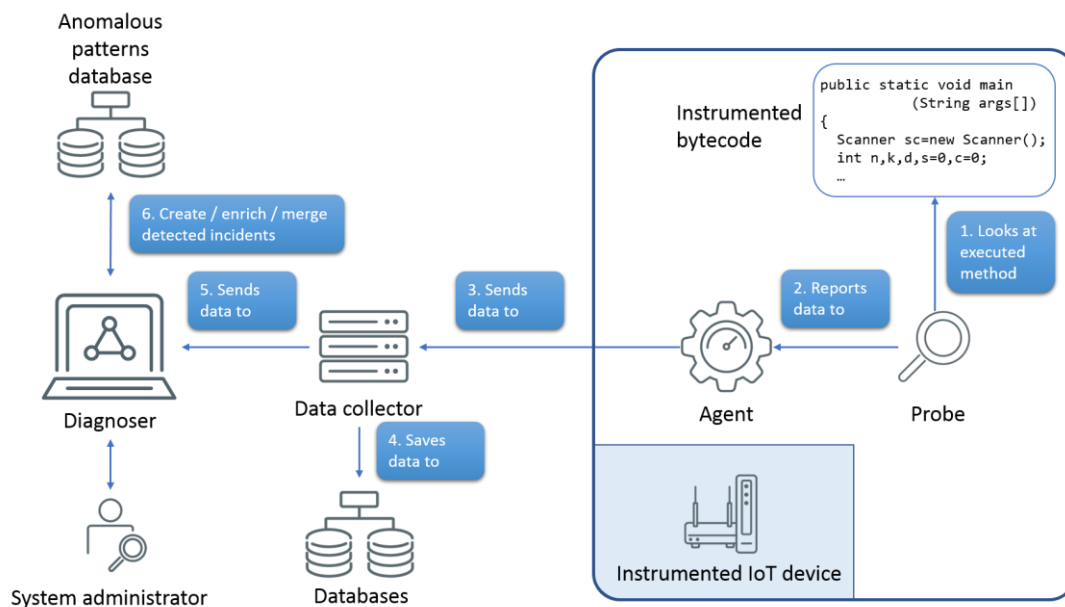 Anomalous
patterns
database
6. Create / enrich / merge
detected incidents
5. Sends
data to
Diagnoser
System administrator
3. Sends
data to
Data collector
4. Saves
data to
Databases
Instrumented
bytecode
public static void main
(String args[])
{
Scanner sc=new Scanner();
int n,k,d,s=0,c=0;
…
1. Looks at
executed
method
2. Reports
data to
Agent
Probe
Instrumented IoT device